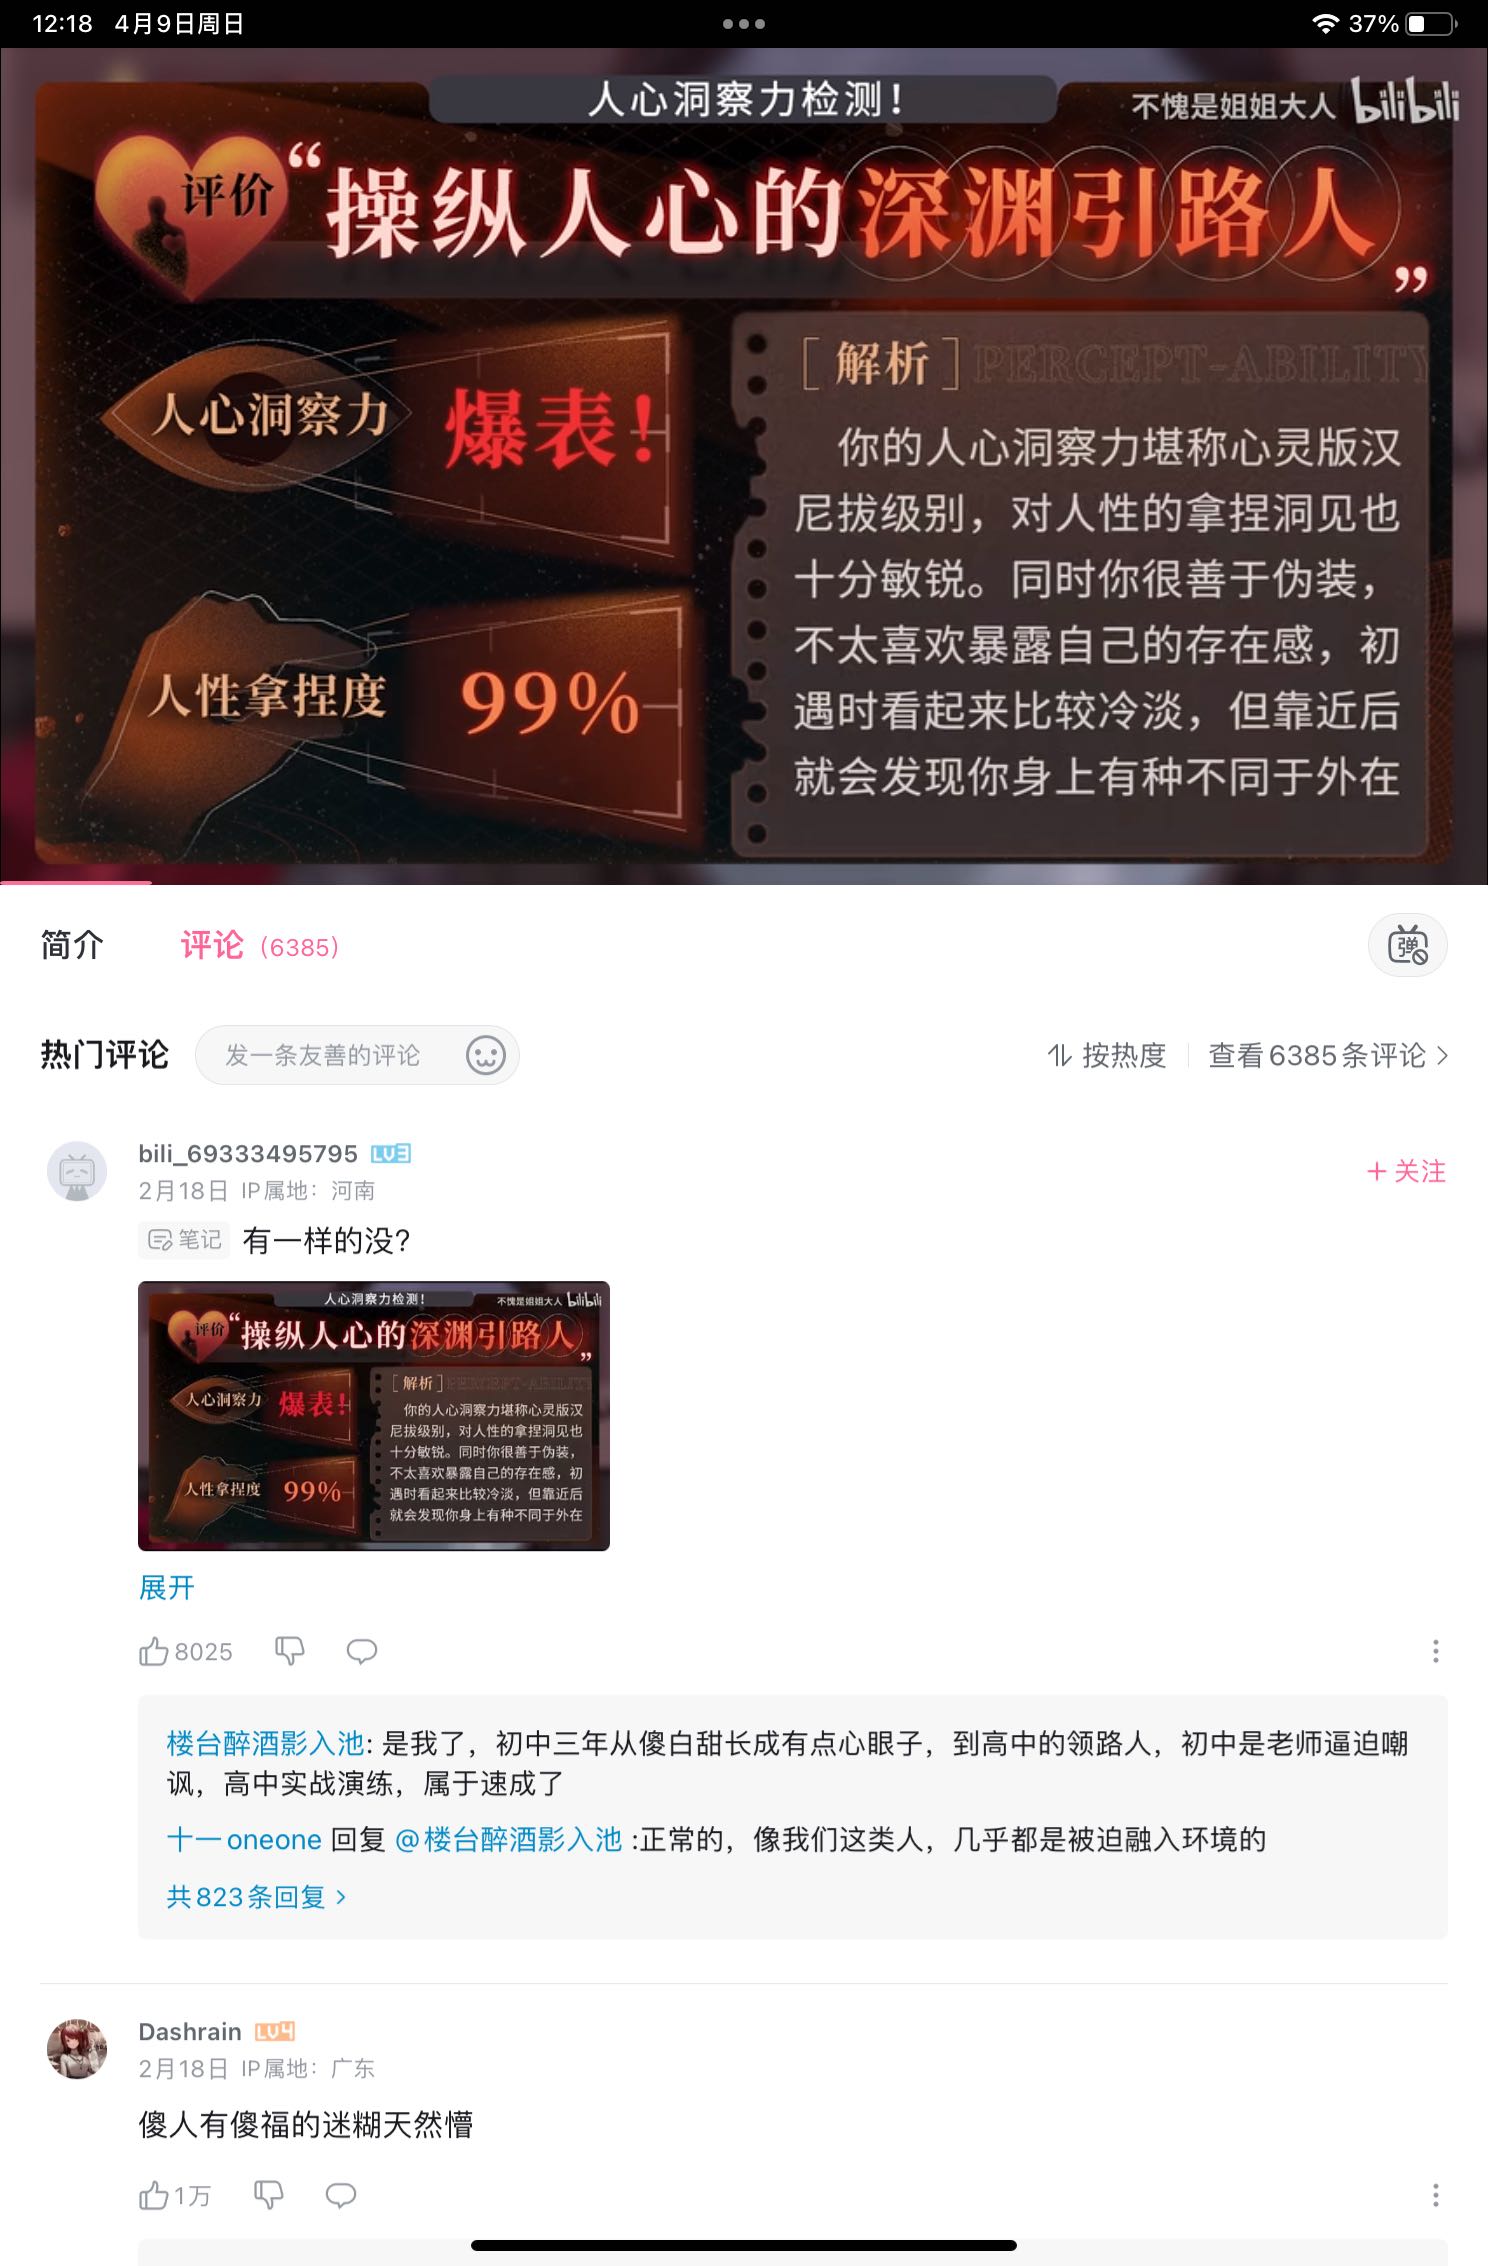 12:18 4月9日周日
37%
人心洞察力检测!
不愧是姐姐大人 bilibili
评价
“操纵人心的深渊引路人”
人心洞察力 爆表!
人性拿捏度 99%
[解析] PERCEPT-ABILITY
你的人心洞察力堪称心灵版汉
尼拔级别，对人性的拿捏洞见也
十分敏锐。同时你很善于伪装，
不太喜欢暴露自己的存在感，初
遇时看起来比较冷淡，但靠近后
就会发现你身上有种不同于外在
简介 评论（6385）
弹
热门评论 发一条友善的评论 按热度 查看6385条评论 >
bili_69333495795 LV3
2月18日 IP属地：河南
+ 关注
笔记 有一样的没?
人心洞察力检测!
不愧是姐姐大人 bilibili
评价
“操纵人心的深渊引路人”
人心洞察力 爆表!
人性拿捏度 99%
[解析] PERCEPT-ABILITY
你的人心洞察力堪称心灵版汉
尼拔级别，对人性的拿捏洞见也
十分敏锐。同时你很善于伪装，
不太喜欢暴露自己的存在感，初
遇时看起来比较冷淡，但靠近后
就会发现你身上有种不同于外在
展开
8025
楼台醉酒影入池: 是我了，初中三年从傻白甜长成有点心眼子，到高中的领路人，初中是老师逼迫嘲
讽，高中实战演练，属于速成了
十一oneone 回复 @楼台醉酒影入池 :正常的，像我们这类人，几乎都是被迫融入环境的
共823条回复 >
Dashrain LV4
2月18日 IP属地：广东
傻人有傻福的迷糊天然懵
1万